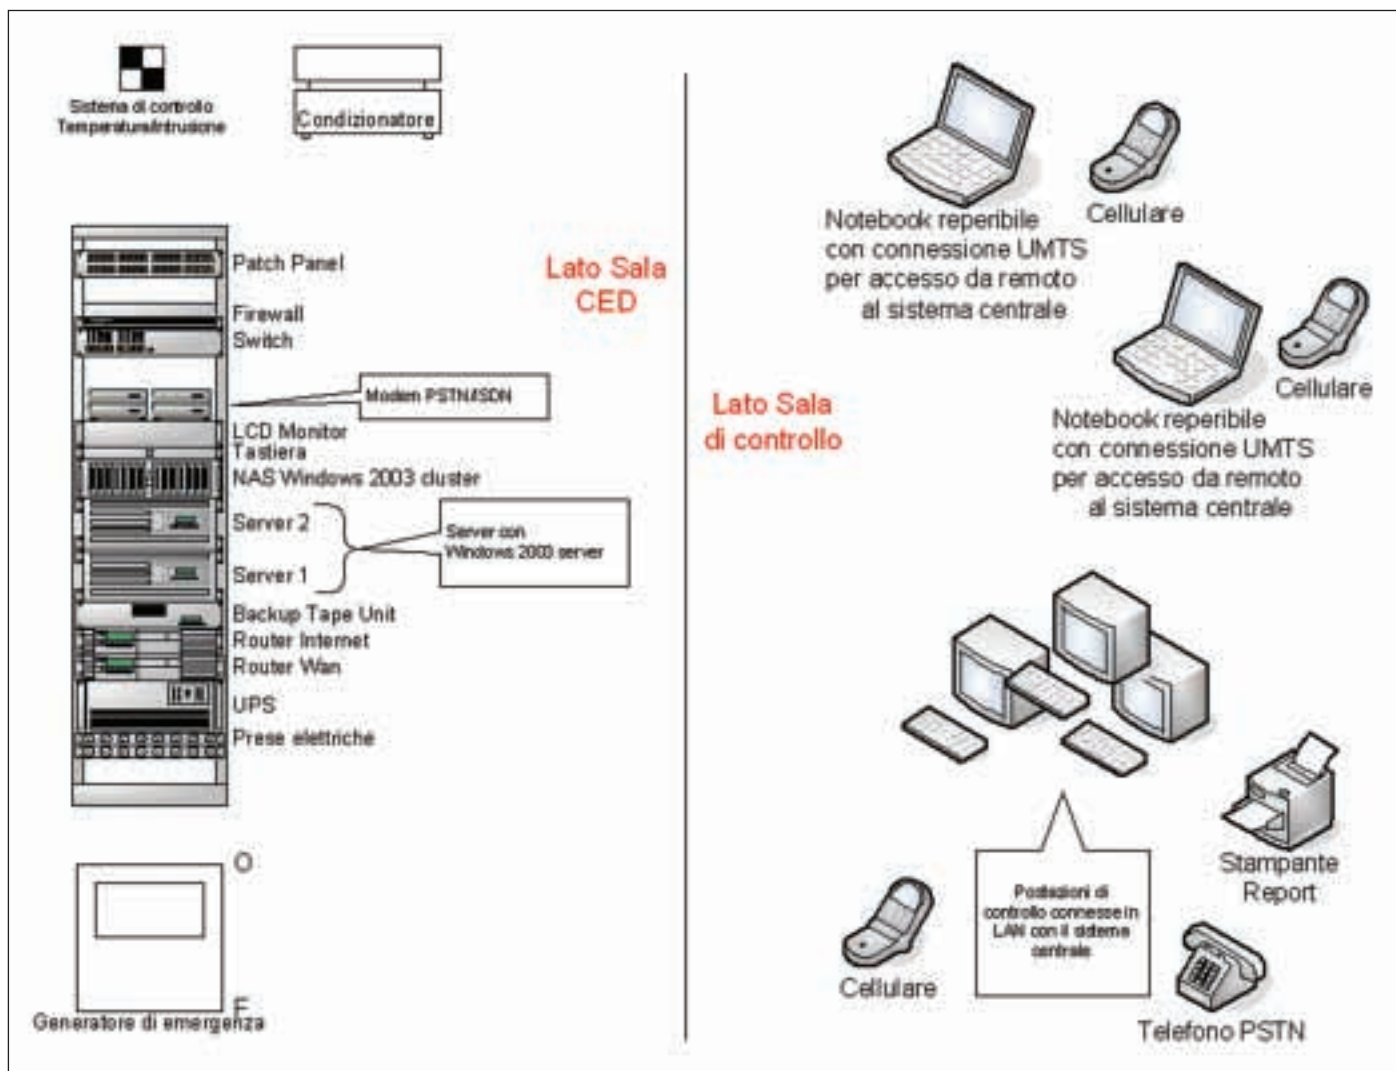 Sistema di controllo
Temperatura/Intrusione
Condizionatore
Patch Panel
Firewall
Switch
Modem PSTN/ISDN
LCD Monitor
Tastiera
NAS Windows 2003 cluster
Server 2
Server con
Windows 2003 server
Server 1
Backup Tape Unit
Router Internet
Router Wan
UPS
Prese elettriche
O
F
Generatore di emergenza
Lato Sala
CED
Lato Sala
di controllo
Notebook reperibile
con connessione UMTS
per accesso da remoto
al sistema centrale
Cellulare
Notebook reperibile
con connessione UMTS
per accesso da remoto
al sistema centrale
Cellulare
Stampante
Report
Postazioni di
controllo connesse in
LAN con il sistema
centrale
Cellulare
Telefono PSTN